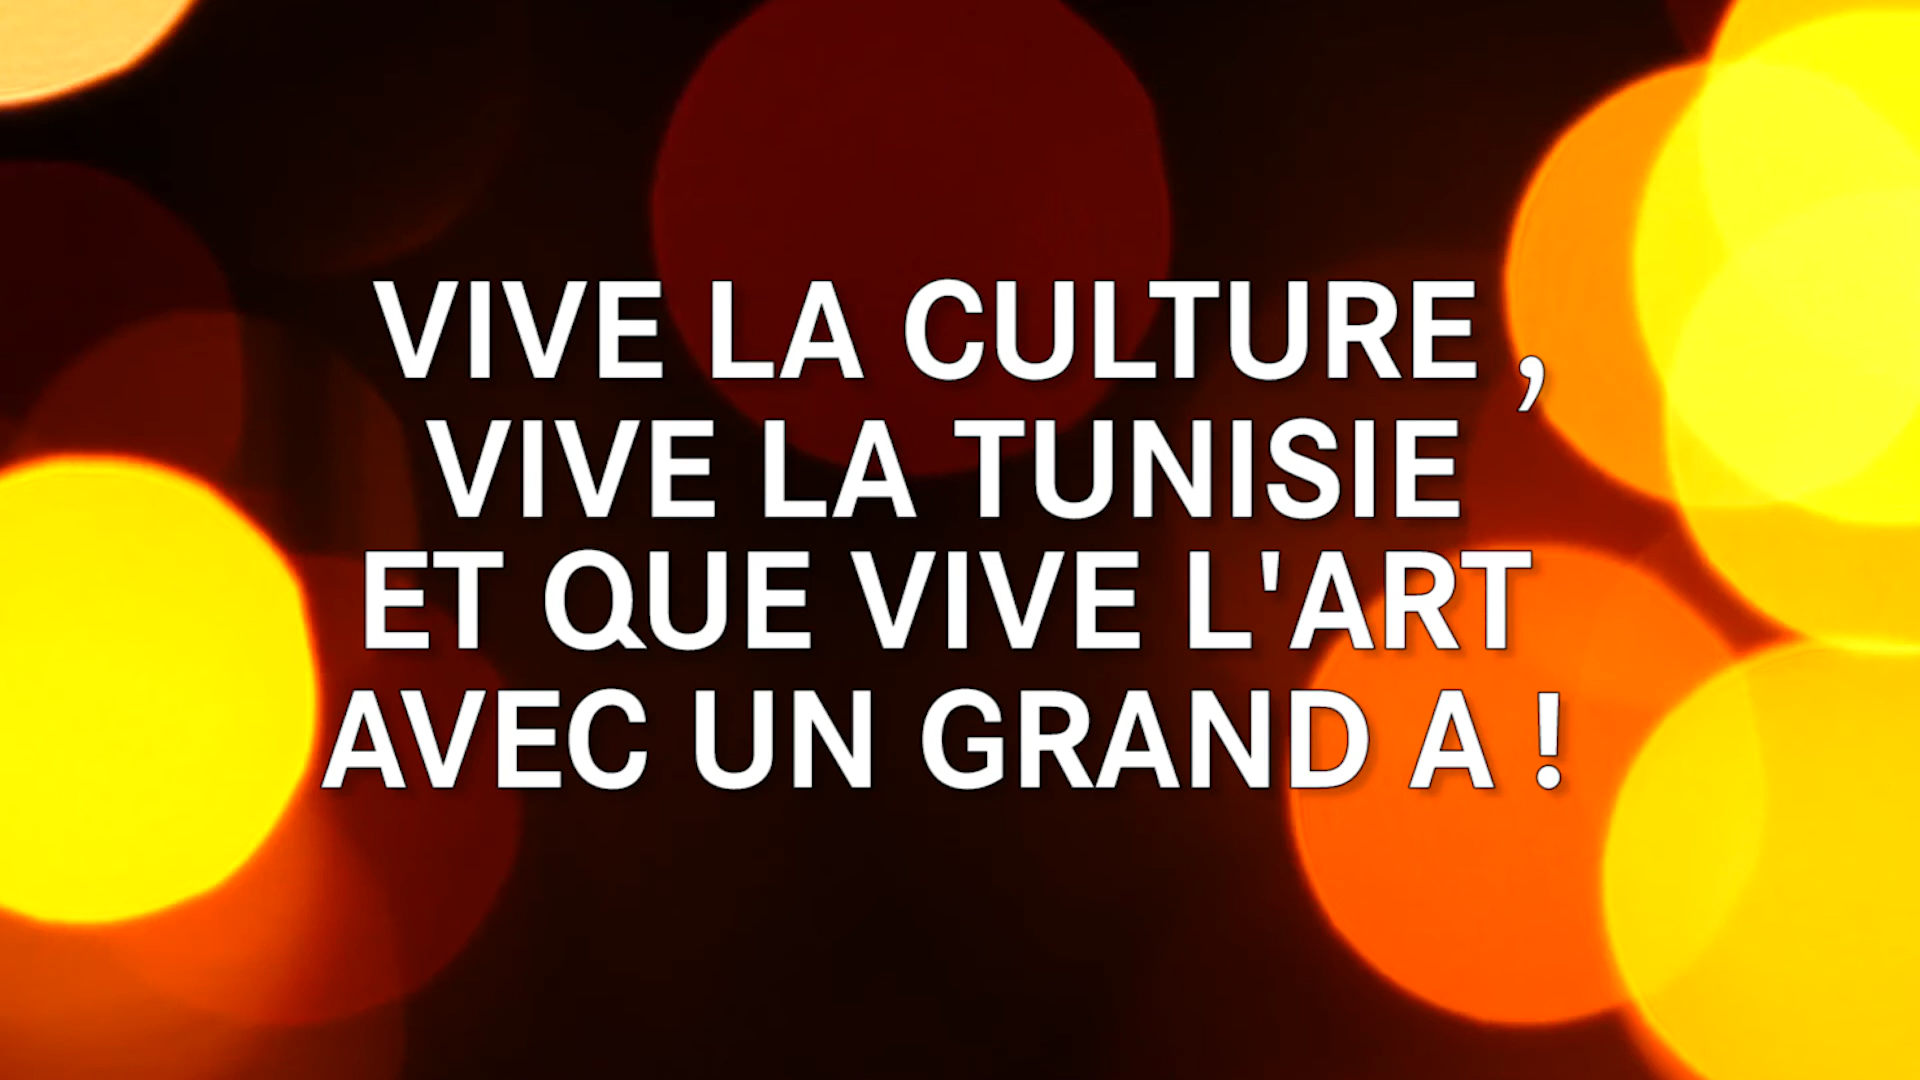 VIVE LA CULTURE ,
VIVE LA TUNISIE
ET QUE VIVE L'ART
AVEC UN GRAND A !